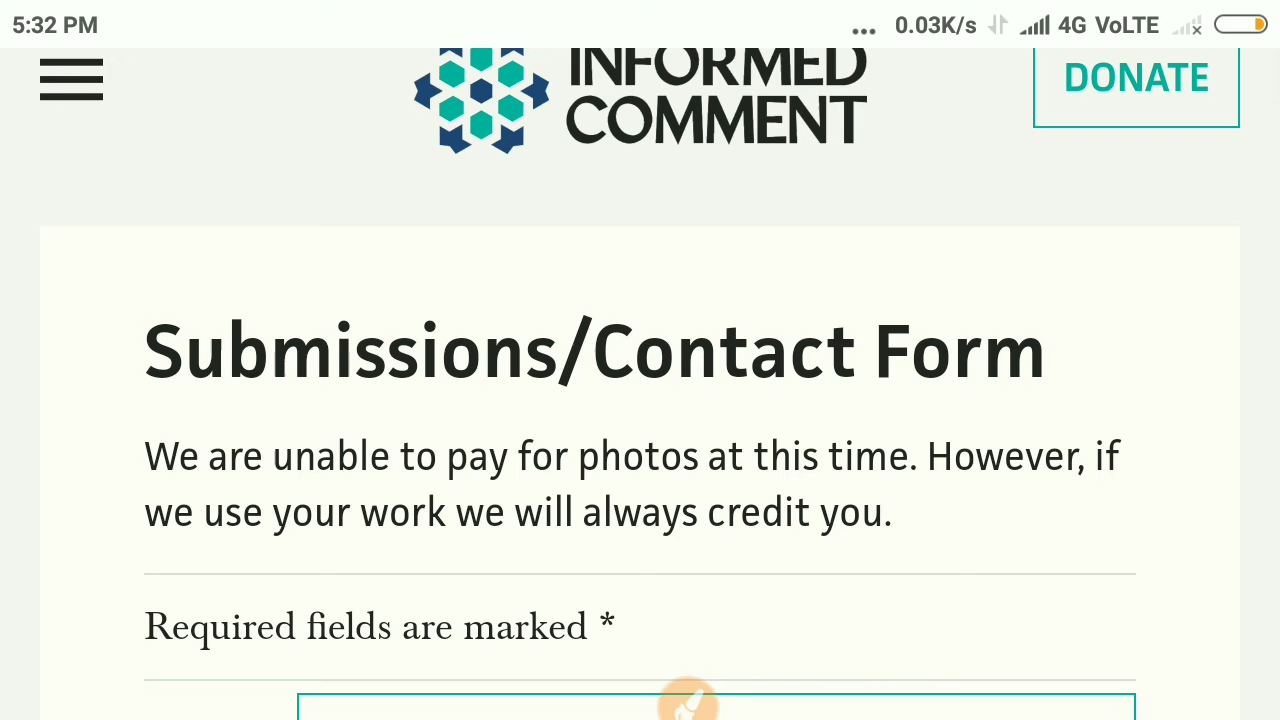 5:32 PM
... 0.03K/s 4G VoLTE
INFORMED
COMMENT
DONATE
Submissions/Contact Form
We are unable to pay for photos at this time. However, if
we use your work we will always credit you.
Required fields are marked *